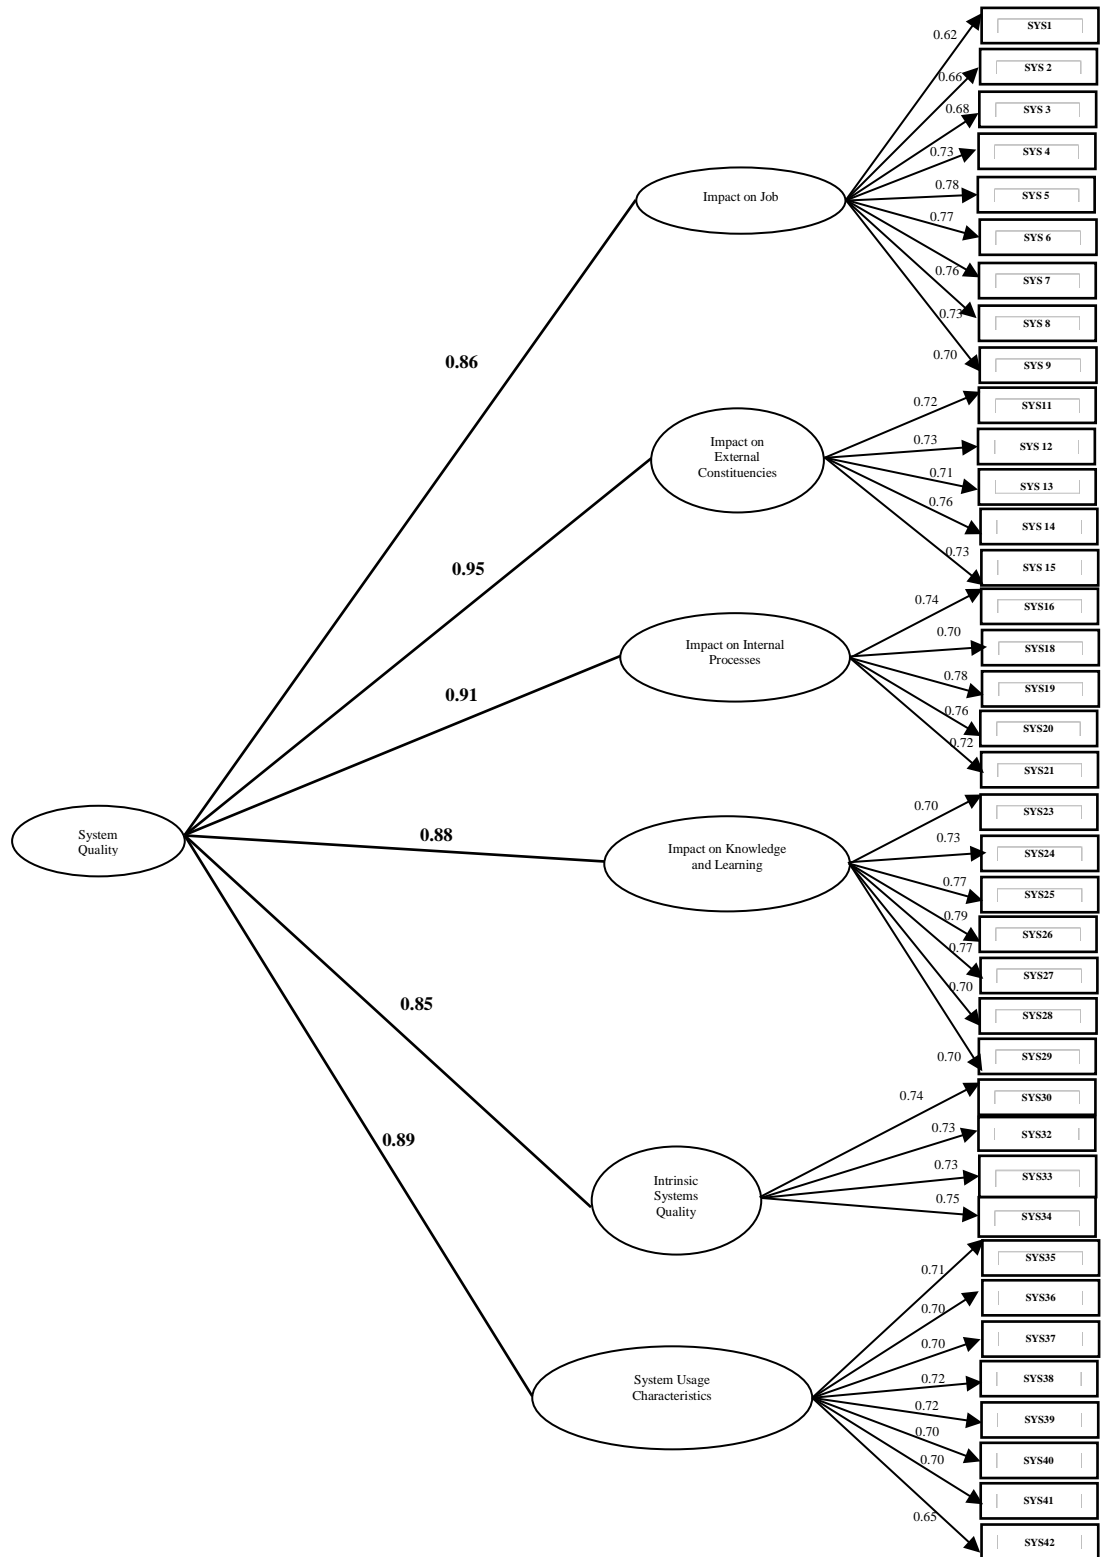 0.62
SYS1
0.66
SYS 2
0.68
SYS 3
0.73
SYS 4
0.78
SYS 5
0.77
SYS 6
0.76
SYS 7
0.73
SYS 8
0.70
SYS 9
Impact on Job
0.86
0.72
SYS11
0.73
SYS 12
0.71
SYS 13
0.76
SYS 14
0.73
SYS 15
Impact on
External
Constituencies
0.95
0.74
SYS16
0.70
SYS18
0.78
SYS19
0.76
SYS20
0.72
SYS21
Impact on Internal
Processes
0.91
System
Quality
0.88
Impact on Knowledge
and Learning
0.70
SYS23
0.73
SYS24
0.77
SYS25
0.79
SYS26
0.77
SYS27
0.70
SYS28
0.70
SYS29
0.85
Intrinsic
Systems
Quality
0.74
SYS30
0.73
SYS32
0.73
SYS33
0.75
SYS34
0.89
System Usage
Characteristics
0.71
SYS35
0.70
SYS36
0.70
SYS37
0.72
SYS38
0.72
SYS39
0.70
SYS40
0.70
SYS41
0.65
SYS42